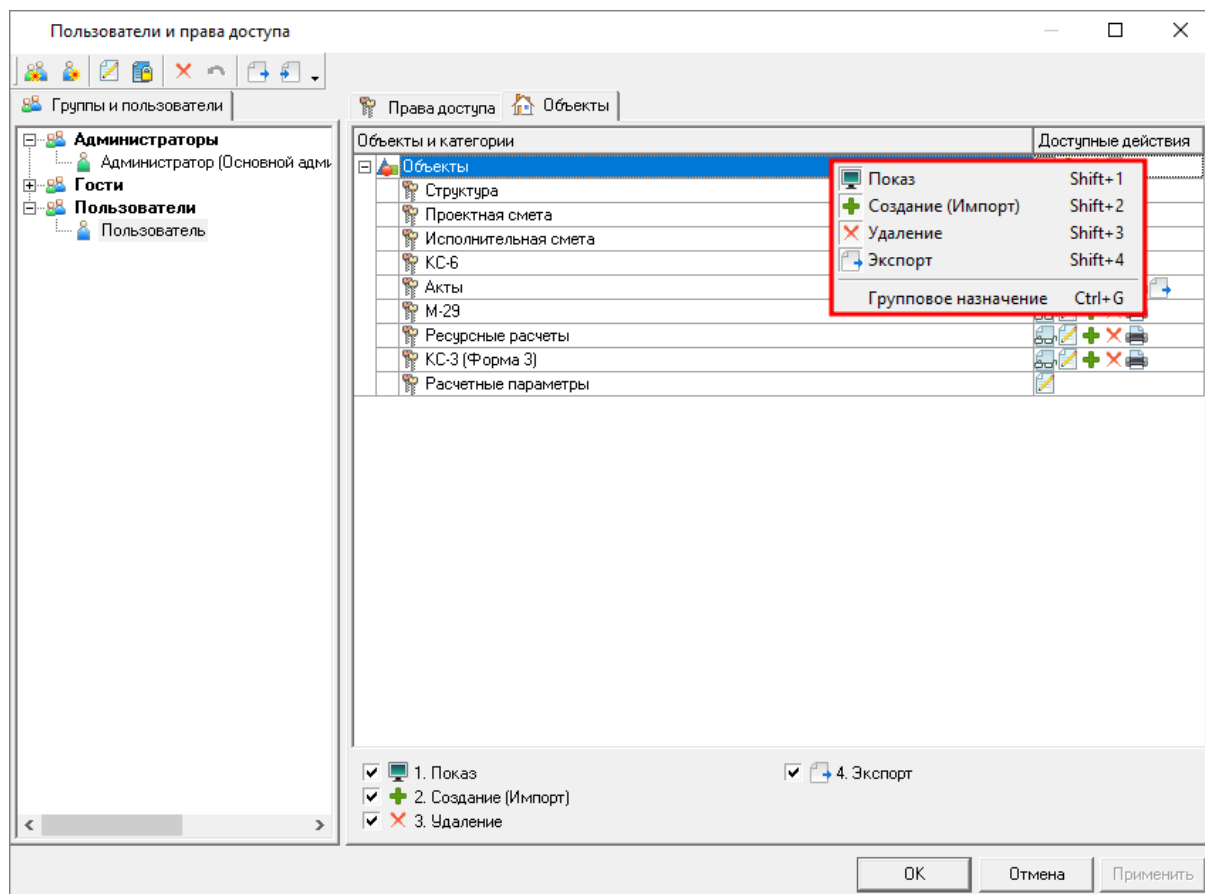 Пользователи и права доступа
Группы и пользователи
Права доступа
Объекты
Администраторы
Администратор (Основной адми
Гости
Пользователи
Пользователь
Объекты и категории
Доступные действия
Объекты
Структура
Проектная смета
Исполнительная смета
КС-6
Акты
М-29
Ресурсные расчеты
КС-3 (Форма 3)
Расчетные параметры
Показ Shift+1
Создание (Импорт) Shift+2
Удаление Shift+3
Экспорт Shift+4
Групповое назначение Ctrl+G
1. Показ
2. Создание (Импорт)
3. Удаление
4. Экспорт
OK
Отмена
Применить